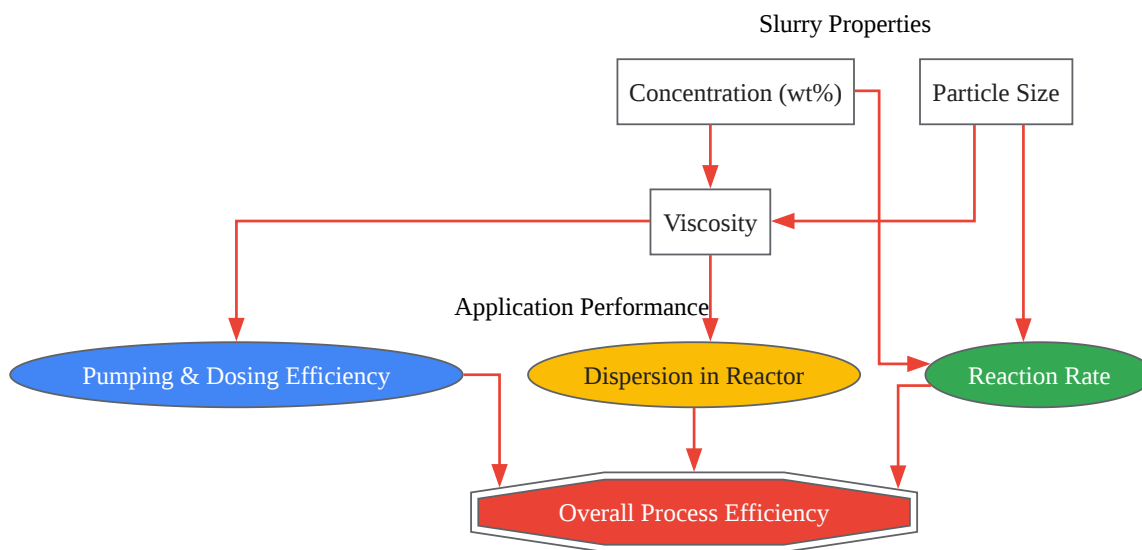 Slurry Properties
Concentration (wt%)
Particle Size
Viscosity
Application Performance
Pumping & Dosing Efficiency
Dispersion in Reactor
Reaction Rate
Overall Process Efficiency